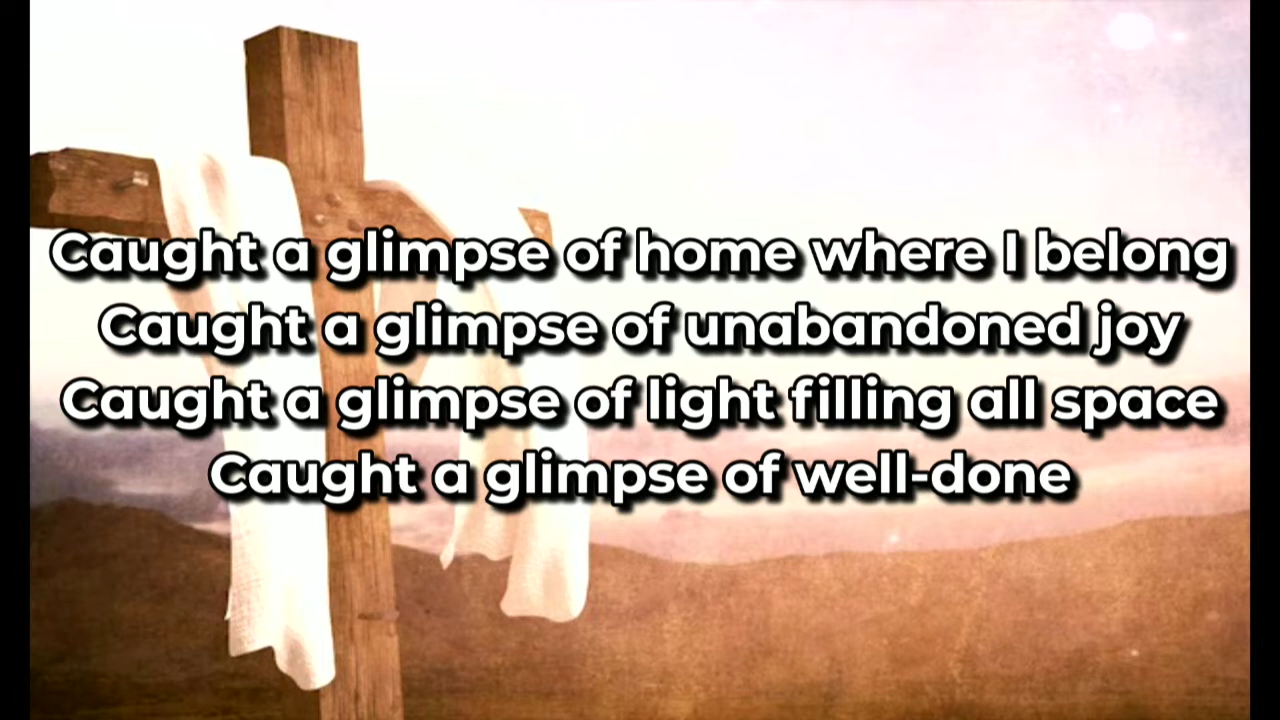 Caught a glimpse of home where I belong
Caught a glimpse of unabandoned joy
Caught a glimpse of light filling all space
Caught a glimpse of well-done